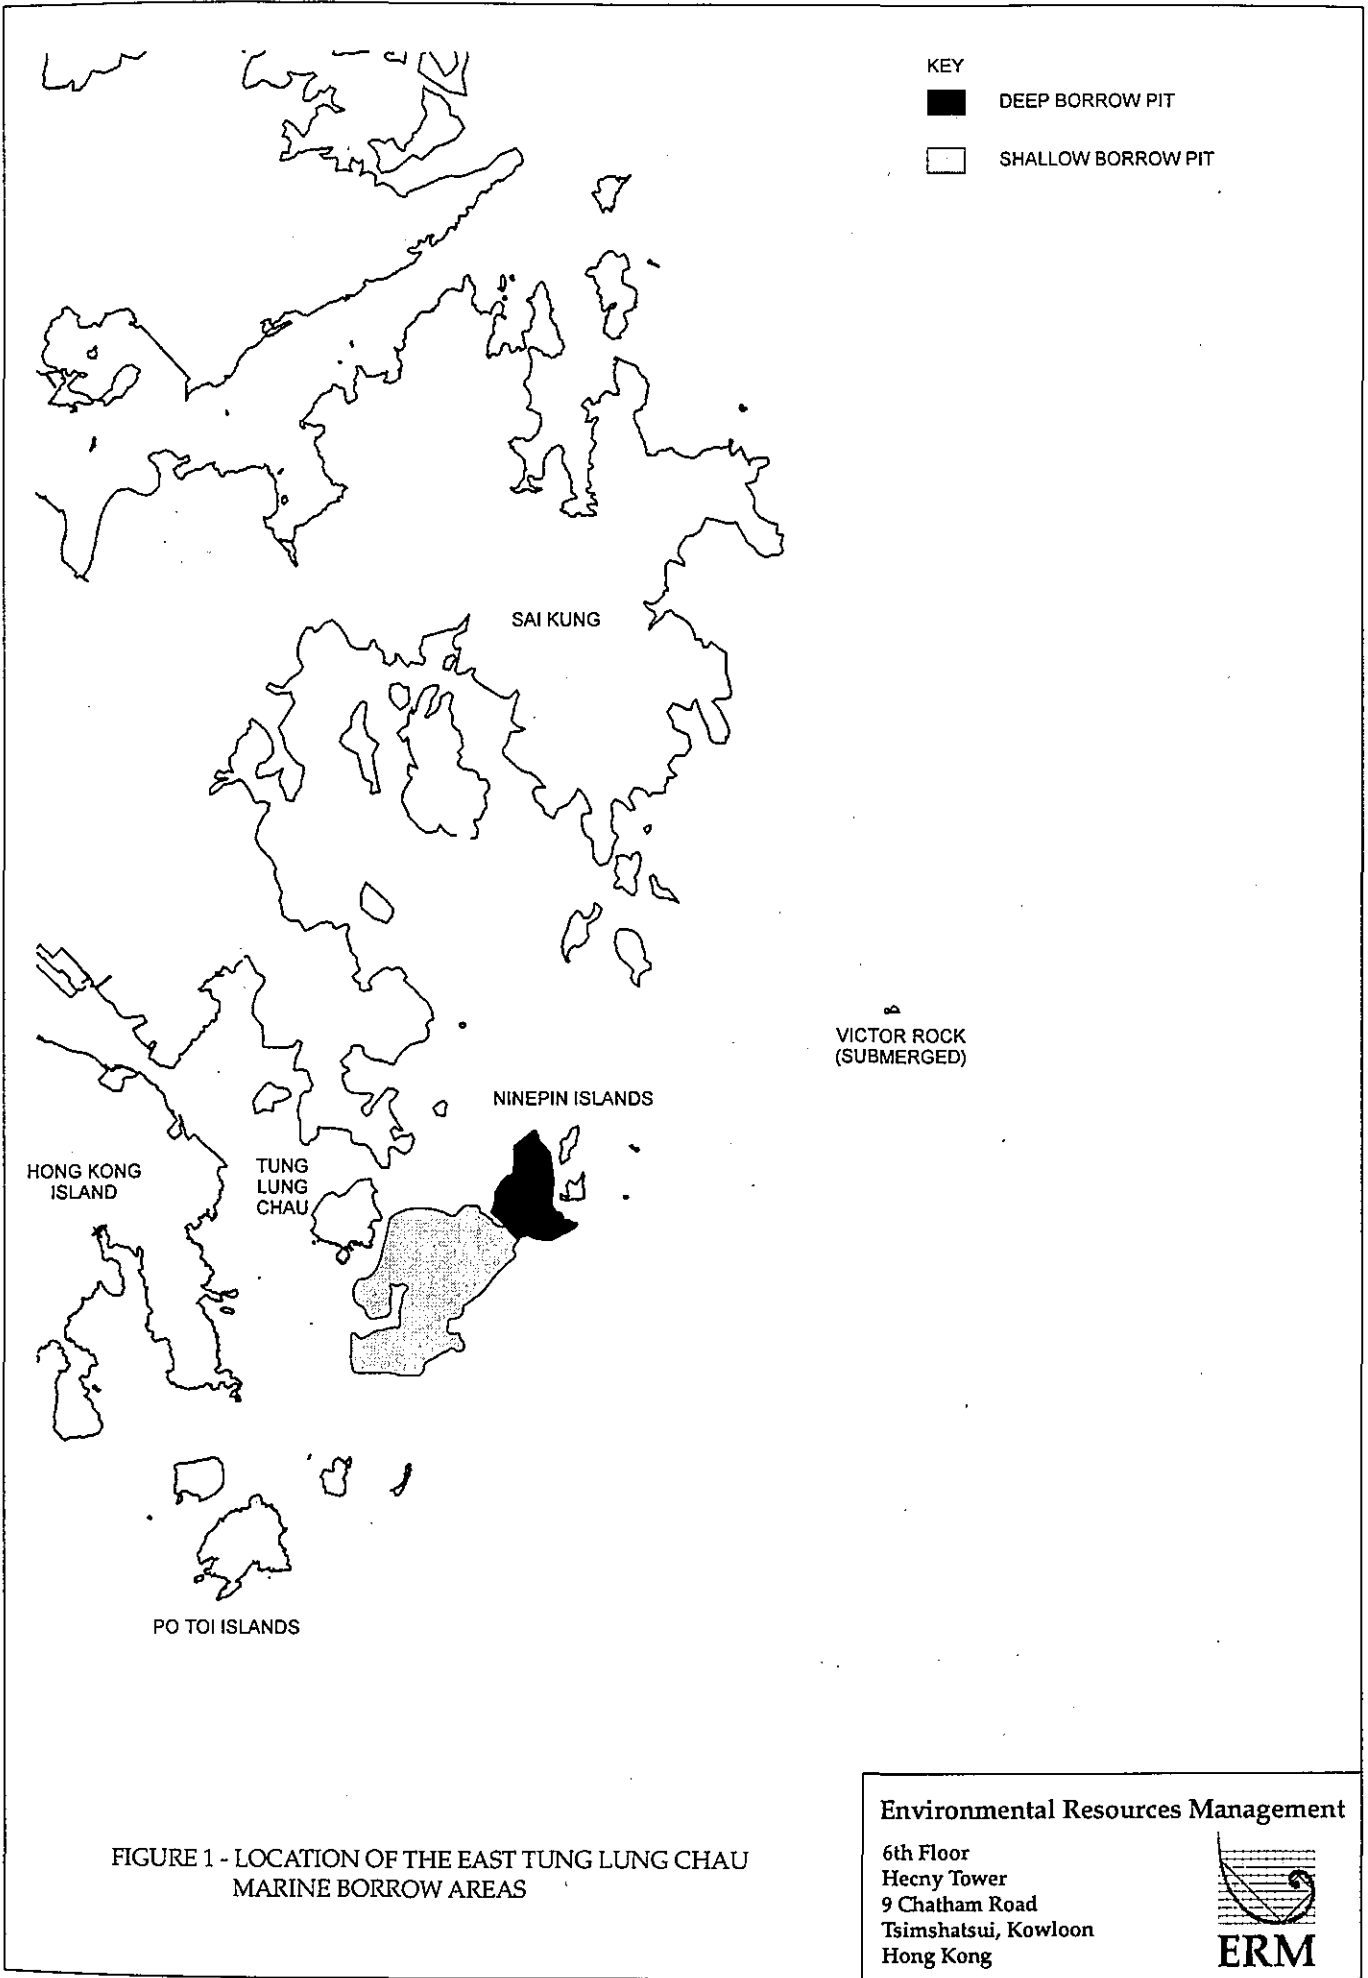 KEY
DEEP BORROW PIT
SHALLOW BORROW PIT
SAI KUNG
VICTOR ROCK
(SUBMERGED)
NINEPIN ISLANDS
HONG KONG
ISLAND
TUNG
LUNG
CHAU
PO TOI ISLANDS
FIGURE 1 - LOCATION OF THE EAST TUNG LUNG CHAU
MARINE BORROW AREAS
Environmental Resources Management
6th Floor
Hecny Tower
9 Chatham Road
Tsimshatsui, Kowloon
Hong Kong
ERM